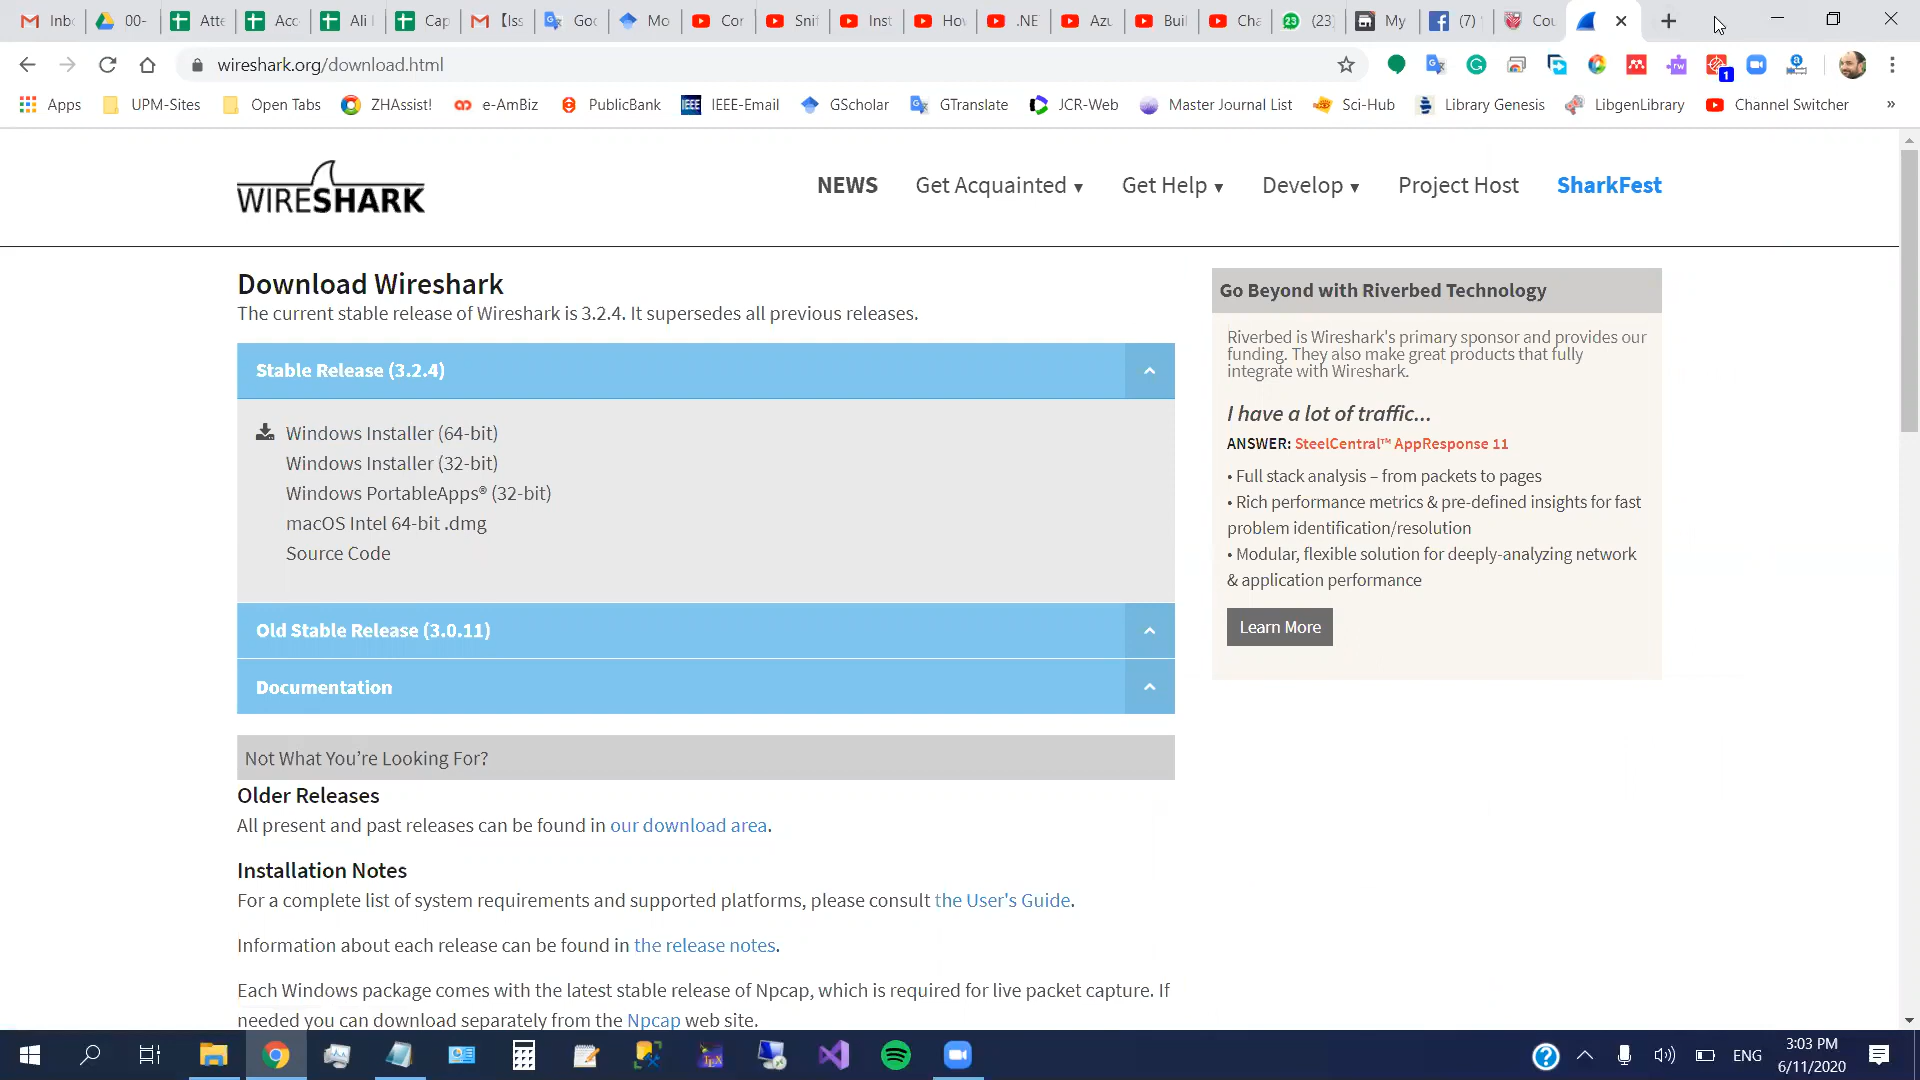 Inb
00-
Atte
Acc
Ali
Cap
[Iss
Goo
Mo
Cor
Snif
Inst
Hov
.NE
Azu
Buil
Cha
23 (23)
My
(7)
Cou
wireshark.org/download.html
1
Apps UPM-Sites Open Tabs ZHAssist! e-AmBiz PublicBank IEEE IEEE-Email GScholar GTranslate JCR-Web Master Journal List Sci-Hub Library Genesis LibgenLibrary Channel Switcher »
WIRESHARK
NEWS Get Acquainted ▾ Get Help ▾ Develop ▾ Project Host SharkFest
Download Wireshark
The current stable release of Wireshark is 3.2.4. It supersedes all previous releases.
Stable Release (3.2.4)
Windows Installer (64-bit)
Windows Installer (32-bit)
Windows PortableApps® (32-bit)
macOS Intel 64-bit .dmg
Source Code
Old Stable Release (3.0.11)
Documentation
Not What You’re Looking For?
Older Releases
All present and past releases can be found in our download area.
Installation Notes
For a complete list of system requirements and supported platforms, please consult the User's Guide.
Information about each release can be found in the release notes.
Each Windows package comes with the latest stable release of Npcap, which is required for live packet capture. If
needed you can download separately from the Npcap web site.
Go Beyond with Riverbed Technology
Riverbed is Wireshark's primary sponsor and provides our
funding. They also make great products that fully
integrate with Wireshark.
I have a lot of traffic...
ANSWER: SteelCentral™ AppResponse 11
• Full stack analysis – from packets to pages
• Rich performance metrics & pre-defined insights for fast
problem identification/resolution
• Modular, flexible solution for deeply-analyzing network
& application performance
Learn More
ENG
3:03 PM
6/11/2020